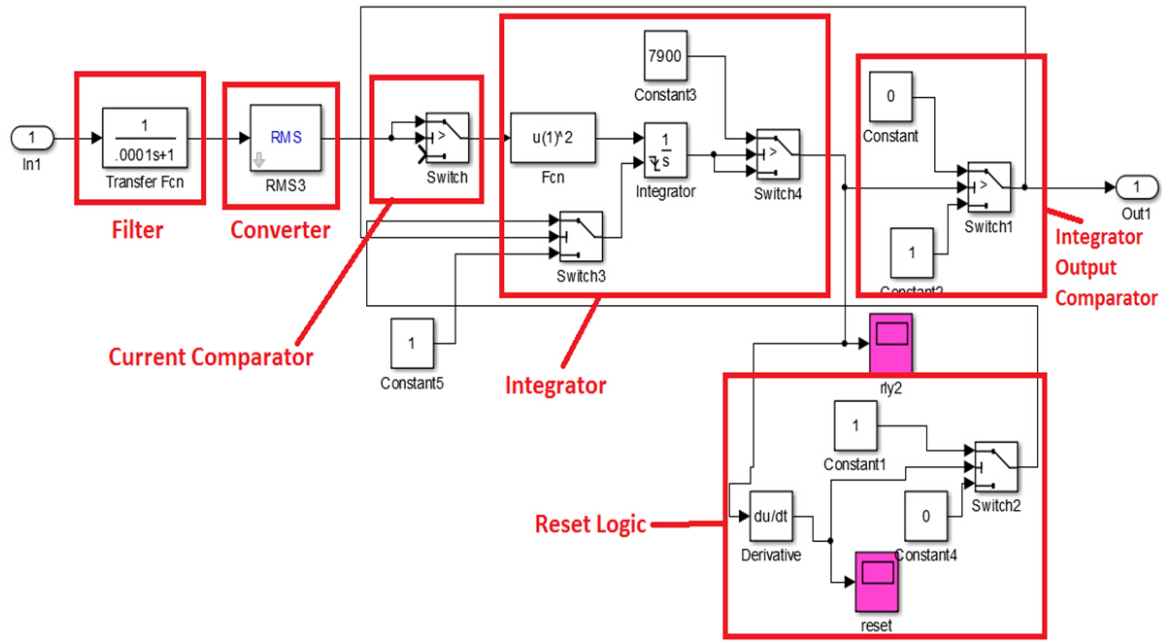 1
In1
1
.0001s+1
Transfer Fcn
Filter
RMS
RMS3
Converter
>
Switch
Current Comparator
u(1)^2
Fcn
1
s
Integrator
7900
Constant3
>
Switch4
Switch3
1
Constant5
Integrator
0
Constant
>
Switch1
1
Constant2
1
Out1
Integrator
Output
Comparator
rly2
1
Constant1
Switch2
Reset Logic
du/dt
Derivative
0
Constant4
reset